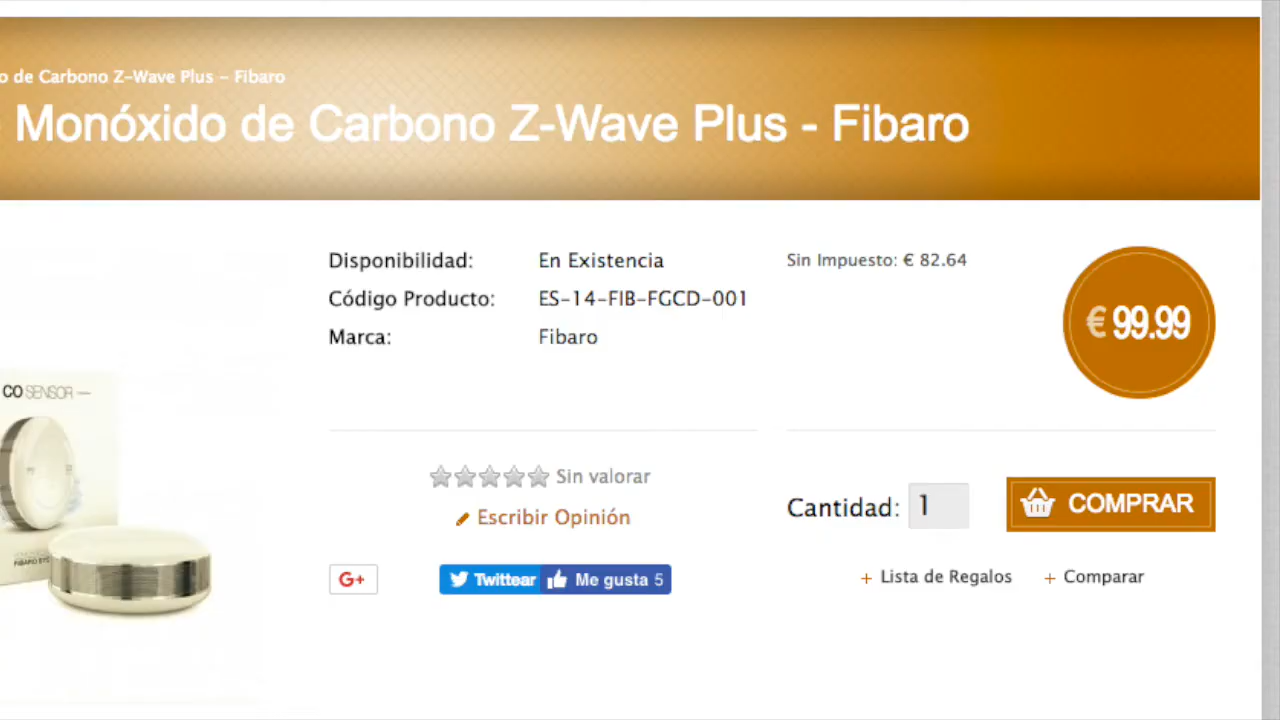 o de Carbono Z-Wave Plus - Fibaro
Monóxido de Carbono Z-Wave Plus - Fibaro
Disponibilidad: En Existencia
Código Producto: ES-14-FIB-FGCD-001
Marca: Fibaro
Sin Impuesto: € 82.64
€ 99.99
CO SENSOR
Sin valorar
Escribir Opinión
G+
Twittear
Me gusta 5
Cantidad: 1
COMPRAR
+ Lista de Regalos
+ Comparar